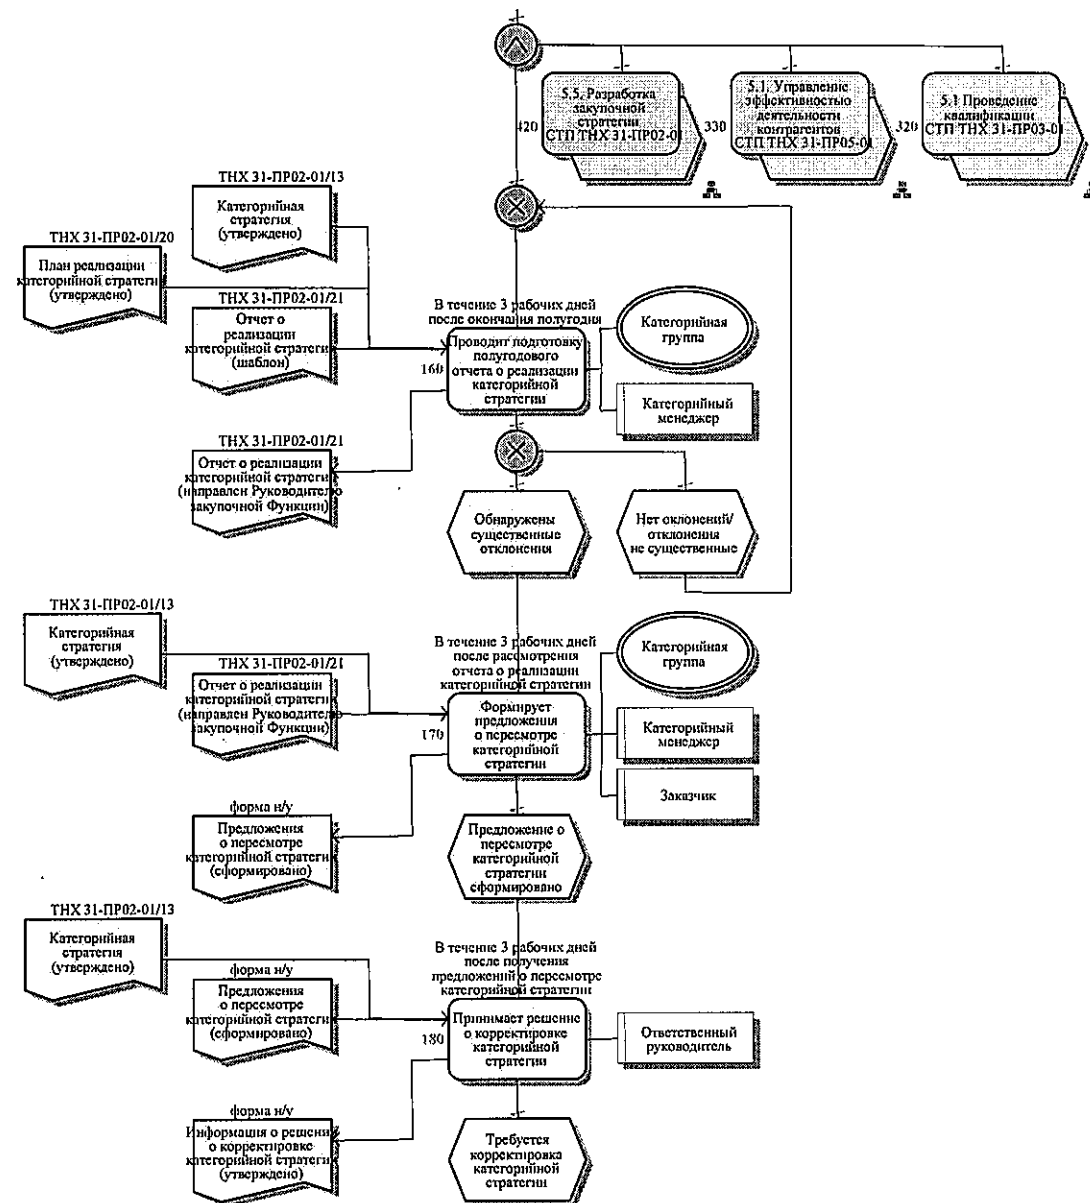 5.5. Разработка
закупочной
стратегии
СТП ТНХ 31-ПР02-01
420
5.1. Управление
эффективностью
деятельности
контрагентов
СТП ТНХ 31-ПР05-01
330
5.1 Проведение
квалификации
СТП ТНХ 31-ПР03-01
320
ТНХ 31-ПР02-01/13
Категорийная
стратегия
(утверждено)
ТНХ 31-ПР02-01/20
План реализации
категорийной стратеги
(утверждено)
ТНХ 31-ПР02-01/21
Отчет о
реализации
категорийной стратеги
(шаблон)
В течение 3 рабочих дней
после окончания полугодия
Проводит подготовку
полугодового
отчета о реализации
категорийной
стратегии
160
Категорийная
группа
Категорийный
менеджер
ТНХ 31-ПР02-01/21
Отчет о реализации
категорийной стратеги
(направлен Руководителю
закупочной Функции)
Обнаружены
существенные
отклонения
Нет оклонений/
отклонения
не существенные
ТНХ 31-ПР02-01/13
Категорийная
стратегия
(утверждено)
ТНХ 31-ПР02-01/21
Отчет о реализации
категорийной стратеги
(направлен Руководителю
закупочной Функции)
В течение 3 рабочих дней
после рассмотрения
отчета о реализации
категорийной стратегии
Формирует
предложения
о пересмотре
категорийной
стратегии
170
Категорийная
группа
Категорийный
менеджер
Заказчик
форма н/у
Предложения
о пересмотре
категорийной стратеги
(сформировано)
Предложение о
пересмотре
категорийной
стратегии
сформировано
ТНХ 31-ПР02-01/13
Категорийная
стратегия
(утверждено)
форма н/у
Предложения
о пересмотре
категорийной стратеги
(сформировано)
В течение 3 рабочих дней
после получения
предложений о пересмотре
категорийной стратегии
Принимает решение
о корректировке
категорийной
стратегии
180
Ответственный
руководитель
форма н/у
Информация о решени
о корректировке
категорийной стратеги
(утверждено)
Требуется
корректировка
категорийной
стратегии